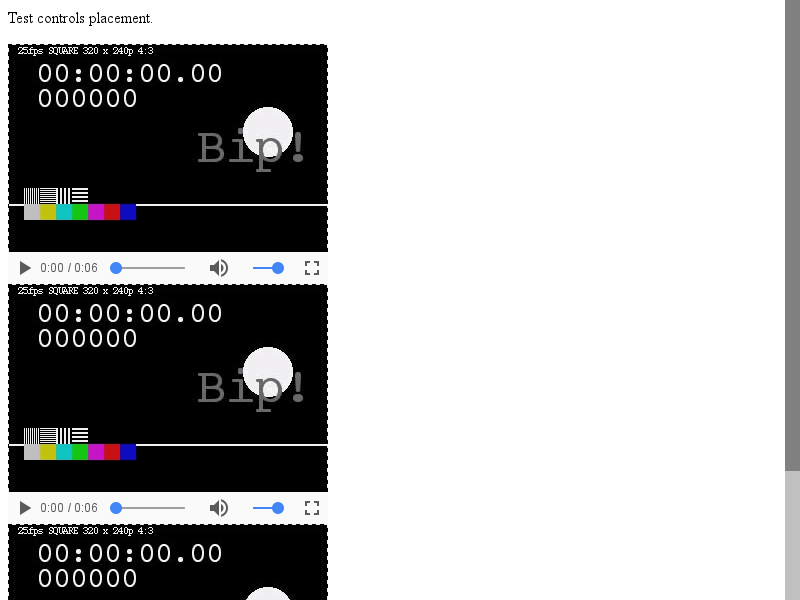 Test controls placement.
25fps SQUARE 320 x 240p 4:3
00:00:00.00
000000
Bip!
0:00 / 0:06
25fps SQUARE 320 x 240p 4:3
00:00:00.00
000000
Bip!
0:00 / 0:06
25fps SQUARE 320 x 240p 4:3
00:00:00.00
000000